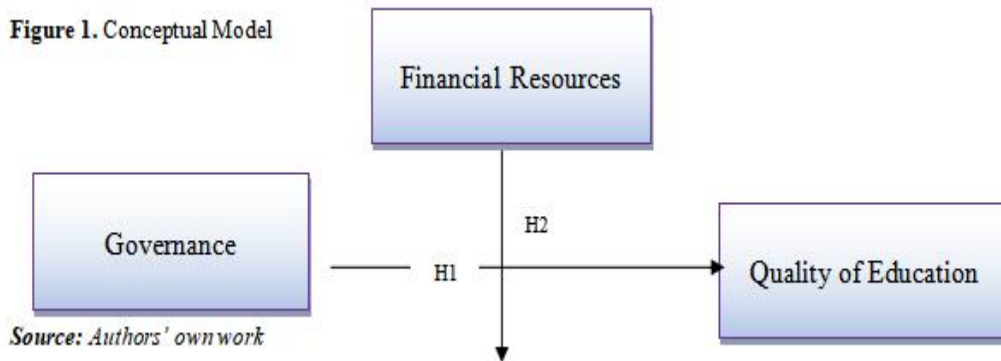 Figure 1. Conceptual Model
Financial Resources
Governance
H2
H1
Quality of Education
Source: Authors' own work